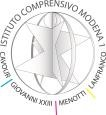 ISTITUTO COMPRENSIVO MODENA 1
CAVOUR
GIOVANNI XXIII
MENOTTI
LANFRANCO